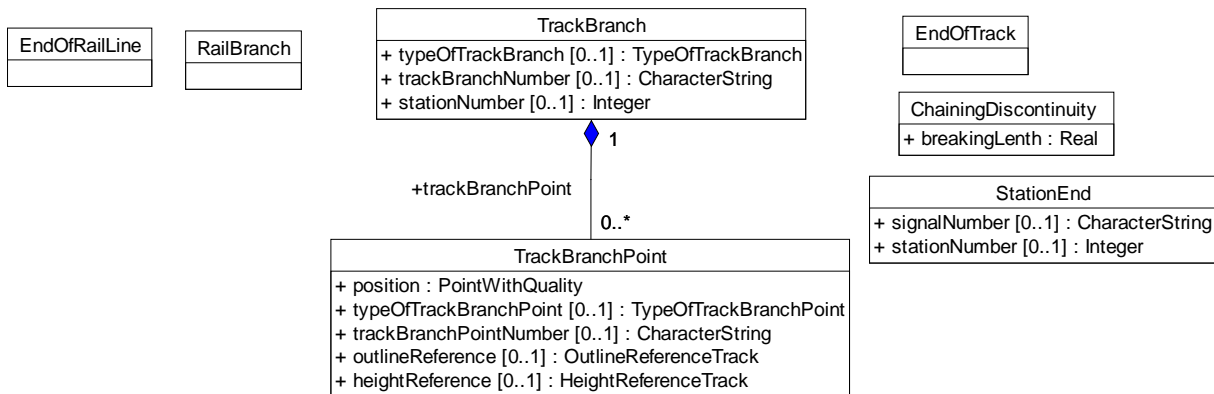 EndOfRailLine
RailBranch
TrackBranch
+ typeOfTrackBranch [0..1] : TypeOfTrackBranch
+ trackBranchNumber [0..1] : CharacterString
+ stationNumber [0..1] : Integer
1
+trackBranchPoint
0..*
TrackBranchPoint
+ position : PointWithQuality
+ typeOfTrackBranchPoint [0..1] : TypeOfTrackBranchPoint
+ trackBranchPointNumber [0..1] : CharacterString
+ outlineReference [0..1] : OutlineReferenceTrack
+ heightReference [0..1] : HeightReferenceTrack
EndOfTrack
ChainingDiscontinuity
+ breakingLenth : Real
StationEnd
+ signalNumber [0..1] : CharacterString
+ stationNumber [0..1] : Integer